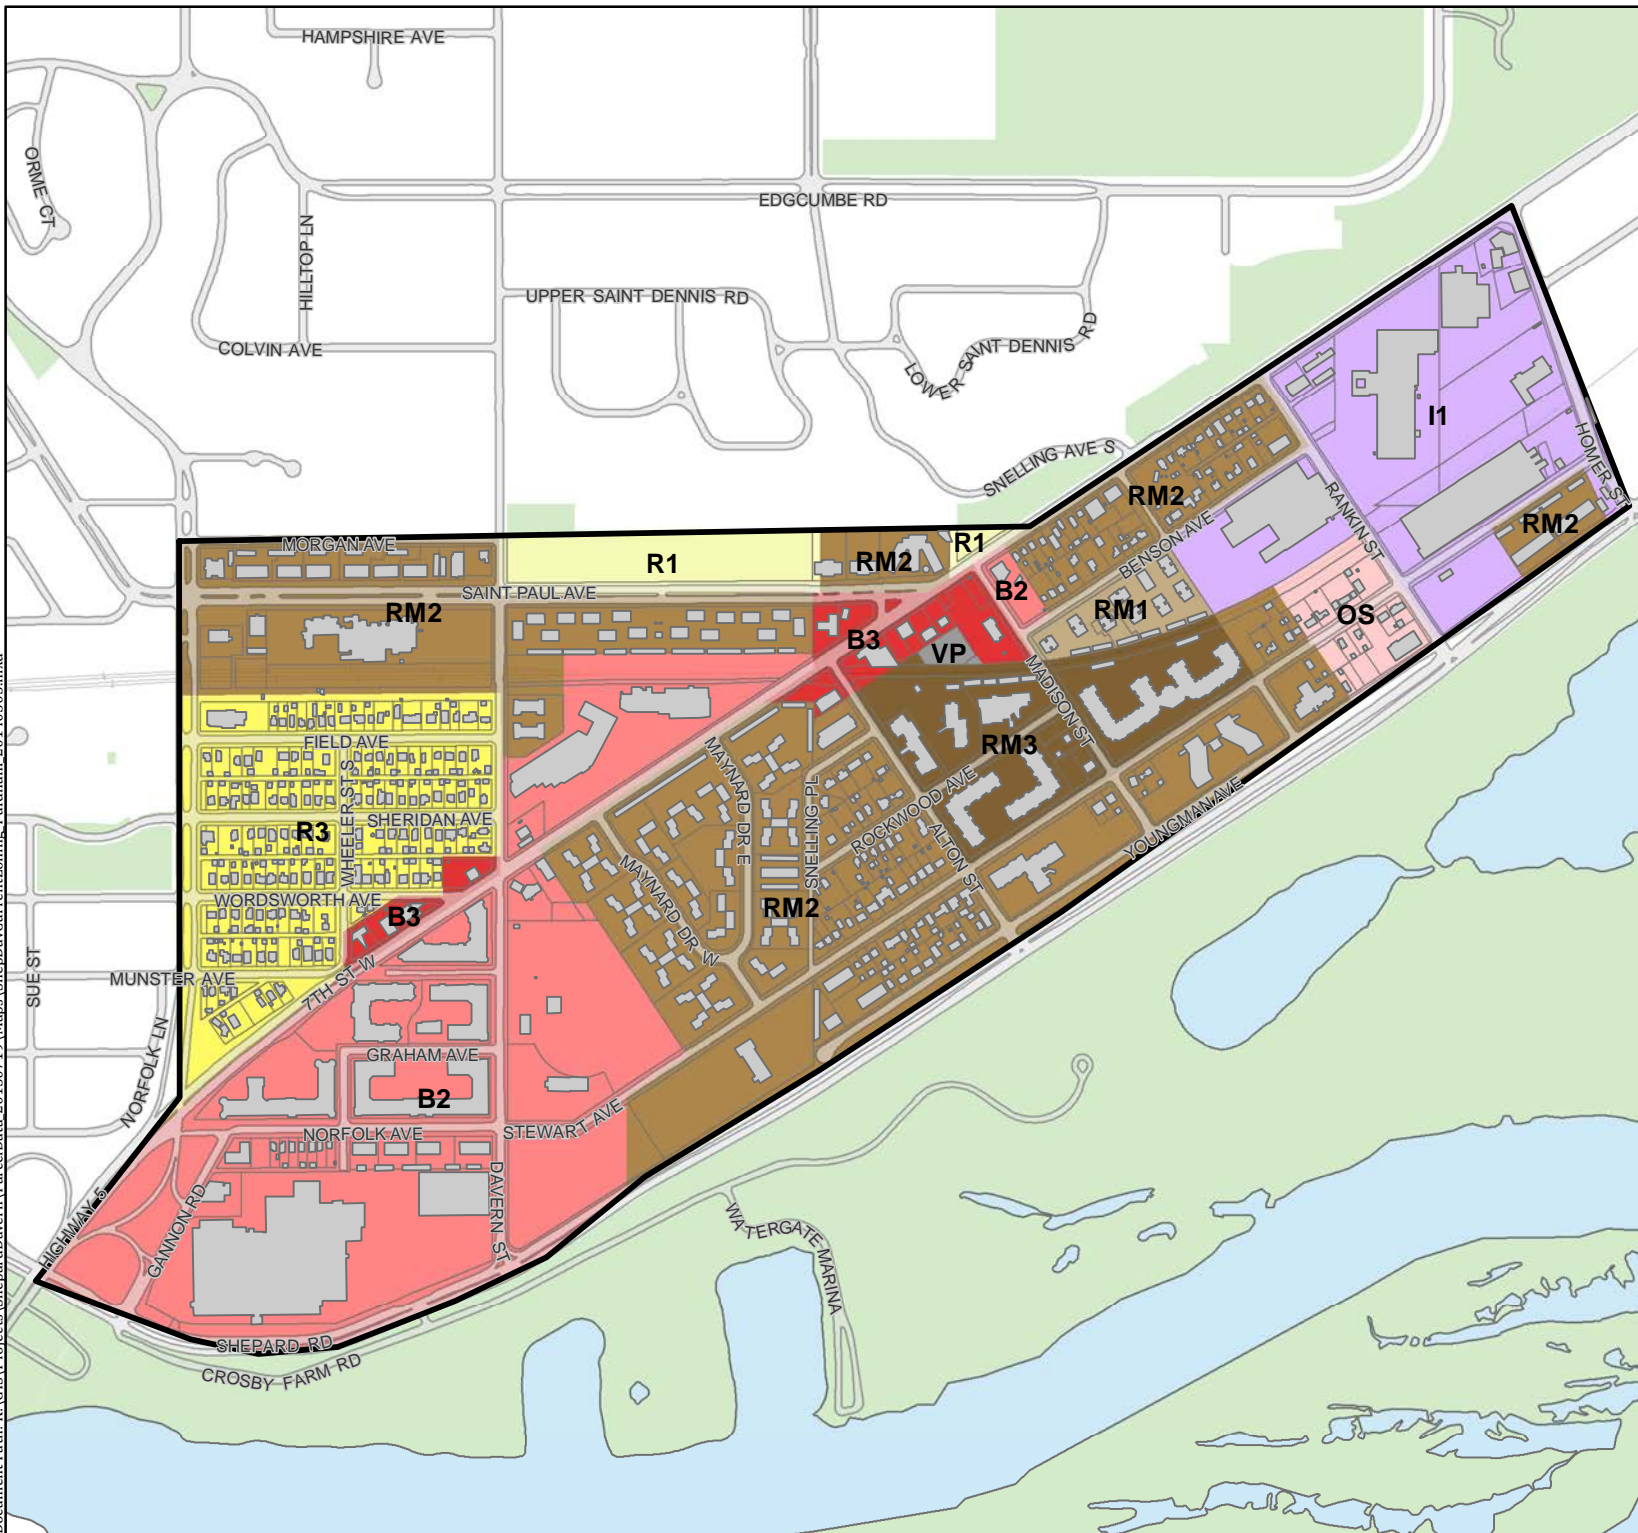 HAMPSHIRE AVE
ORME CT
EDGCUMBE RD
HILLTOP LN
UPPER SAINT DENNIS RD
COLVIN AVE
LOWER SAINT DENNIS RD
SNELLING AVE S
I1
HOMER ST
RANKIN ST
RM2
RM2
BENSON AVE
MORGAN AVE
R1
RM2
R1
SAINT PAUL AVE
B2
RM2
RM1
OS
B3
VP
MADISON ST
FIELD AVE
RM3
MAYNARD DR E
SNELLING PL
WHEELER ST S
SHERIDAN AVE
R3
ROCKWOOD AVE
ALTON ST
YOUNGMAN AVE
MAYNARD DR W
WORDSWORTH AVE
B3
RM2
SUE ST
MUNSTER AVE
7TH ST W
NORFOLK LN
GRAHAM AVE
B2
NORFOLK AVE
STEWART AVE
DAVERN ST
HIGHWAY 5
GANNON RD
WATERGATE MARINA
SHEPARD RD
CROSBY FARM RD